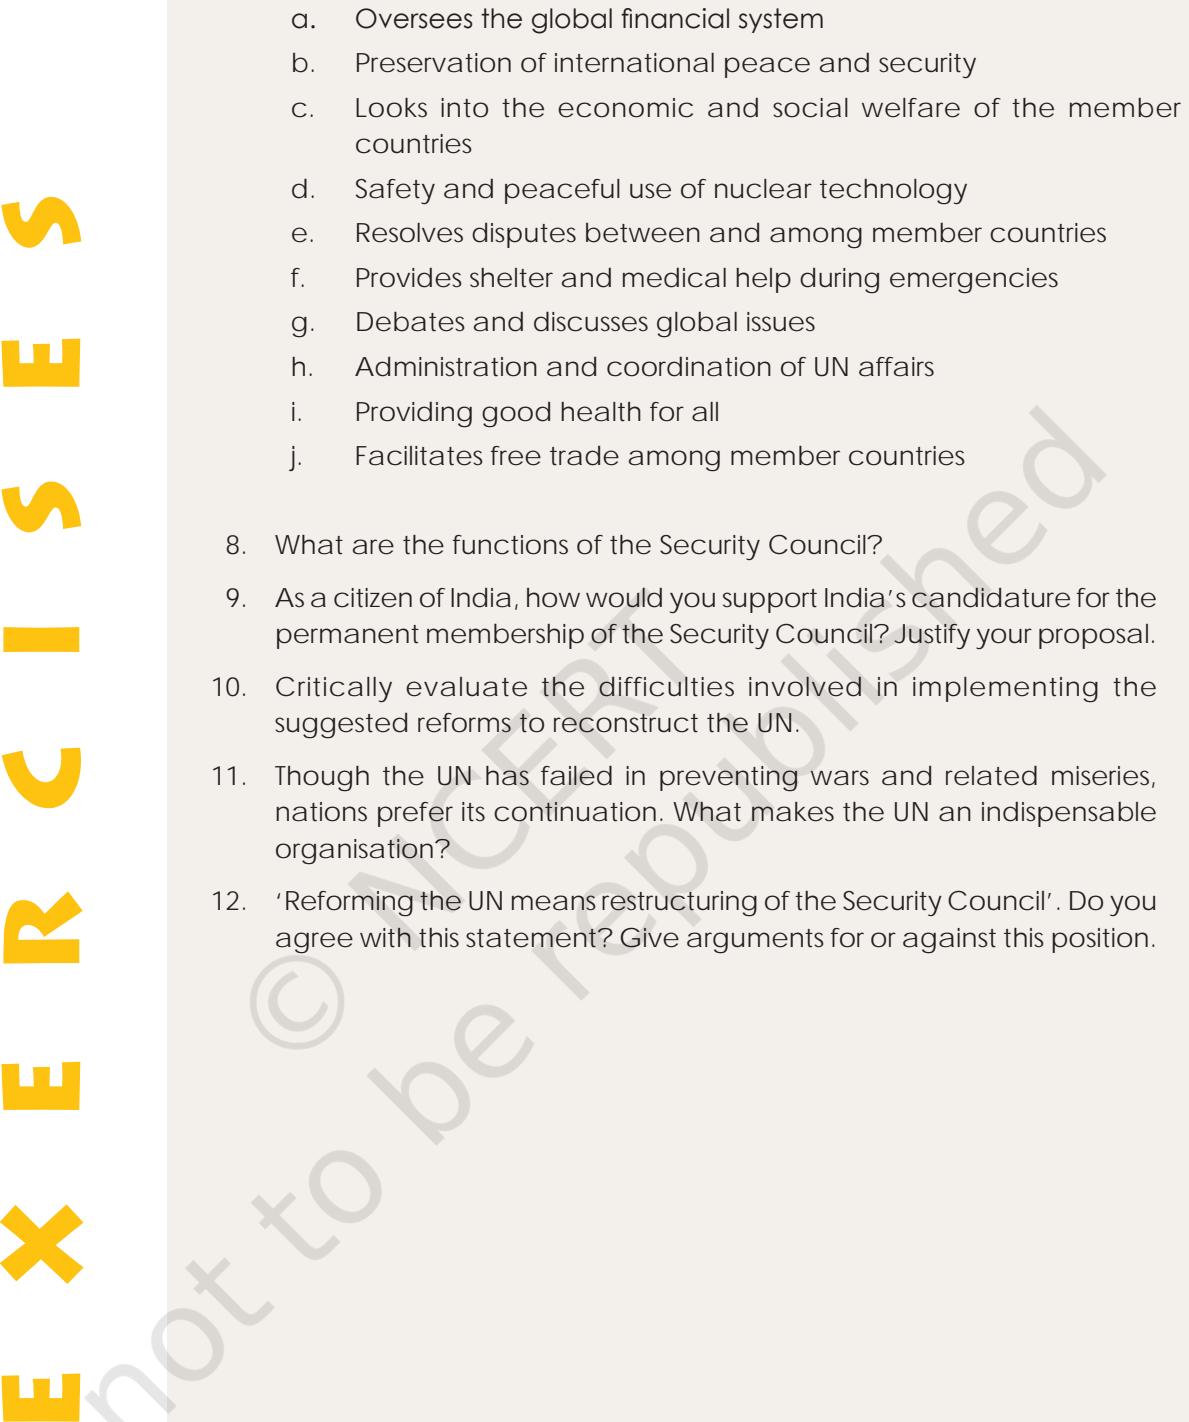 a. Oversees the global financial system
b. Preservation of international peace and security
c. Looks into the economic and social welfare of the member
countries
d. Safety and peaceful use of nuclear technology
e. Resolves disputes between and among member countries
f. Provides shelter and medical help during emergencies
g. Debates and discusses global issues
h. Administration and coordination of UN affairs
i. Providing good health for all
j. Facilitates free trade among member countries
8. What are the functions of the Security Council?
9. As a citizen of India, how would you support India's candidature for the
permanent membership of the Security Council? Justify your proposal.
10. Critically evaluate the difficulties involved in implementing the
suggested reforms to reconstruct the UN.
11. Though the UN has failed in preventing wars and related miseries,
nations prefer its continuation. What makes the UN an indispensable
organisation?
12. 'Reforming the UN means restructuring of the Security Council'. Do you
agree with this statement? Give arguments for or against this position.
EXERCISES
© NCERT
not to be republished